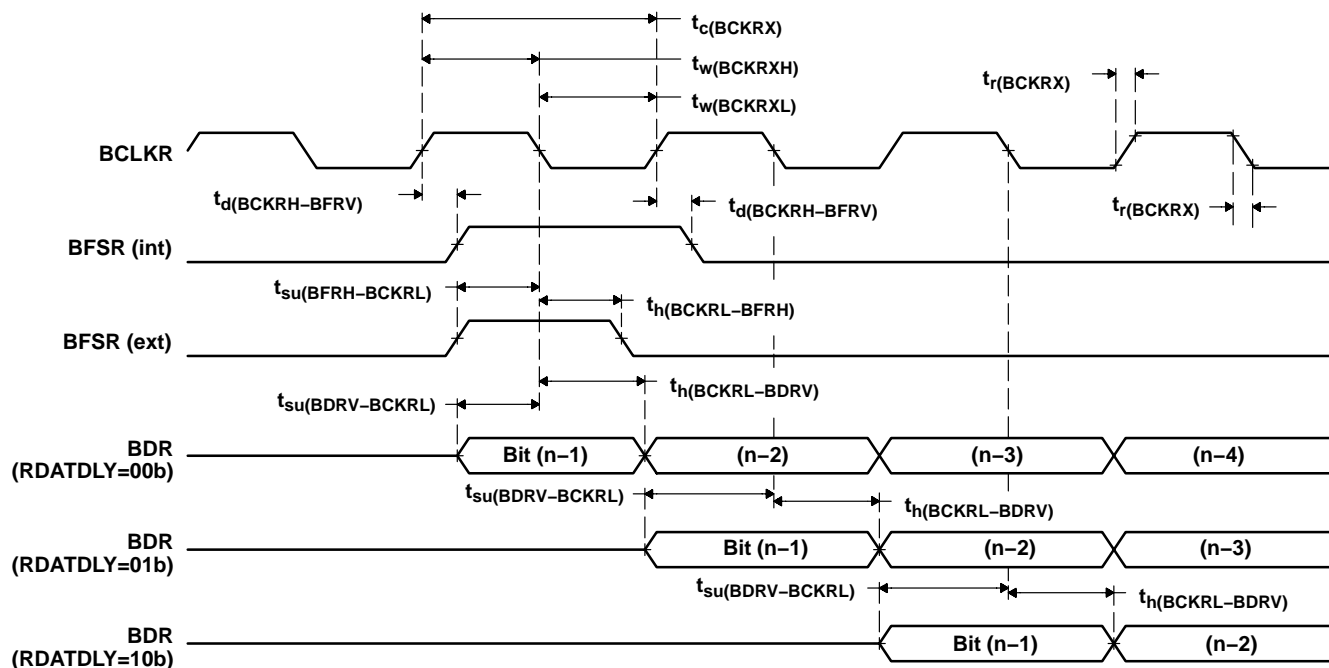 tc(BCKRX)
tw(BCKRXH)
tr(BCKRX)
tw(BCKRXL)
BCLKR
td(BCKRH–BFRV)
td(BCKRH–BFRV)
tr(BCKRX)
BFSR (int)
tsu(BFRH–BCKRL)
th(BCKRL–BFRH)
BFSR (ext)
th(BCKRL–BDRV)
tsu(BDRV–BCKRL)
BDR
(RDATDLY=00b)
Bit (n–1)
(n–2)
(n–3)
(n–4)
tsu(BDRV–BCKRL)
th(BCKRL–BDRV)
BDR
(RDATDLY=01b)
Bit (n–1)
(n–2)
(n–3)
tsu(BDRV–BCKRL)
th(BCKRL–BDRV)
BDR
(RDATDLY=10b)
Bit (n–1)
(n–2)